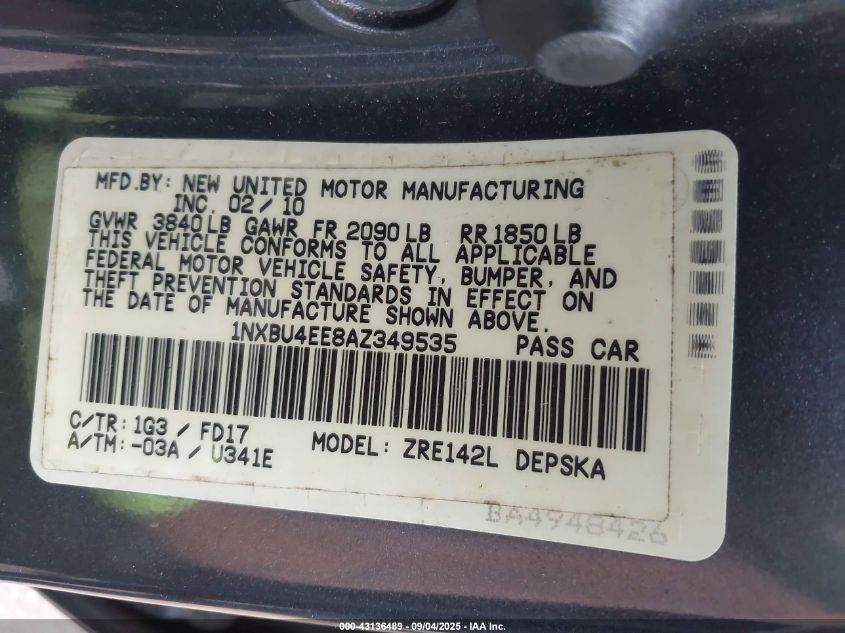 MFD.BY: NEW UNITED MOTOR MANUFACTURING
INC 02/10
GVWR 3840 LB GAWR FR 2090 LB RR 1850 LB
THIS VEHICLE CONFORMS TO ALL APPLICABLE
FEDERAL MOTOR VEHICLE SAFETY, BUMPER, AND
THEFT PREVENTION STANDARDS IN EFFECT ON
THE DATE OF MANUFACTURE SHOWN ABOVE.
1NXBU4EE8AZ349535 PASS CAR
C/TR: 1G3 / FD17
A/TM: -03A / U341E
MODEL: ZRE142L DEPSKA
BA4948426
000-43136489 - 09/04/2025 - IAA Inc.